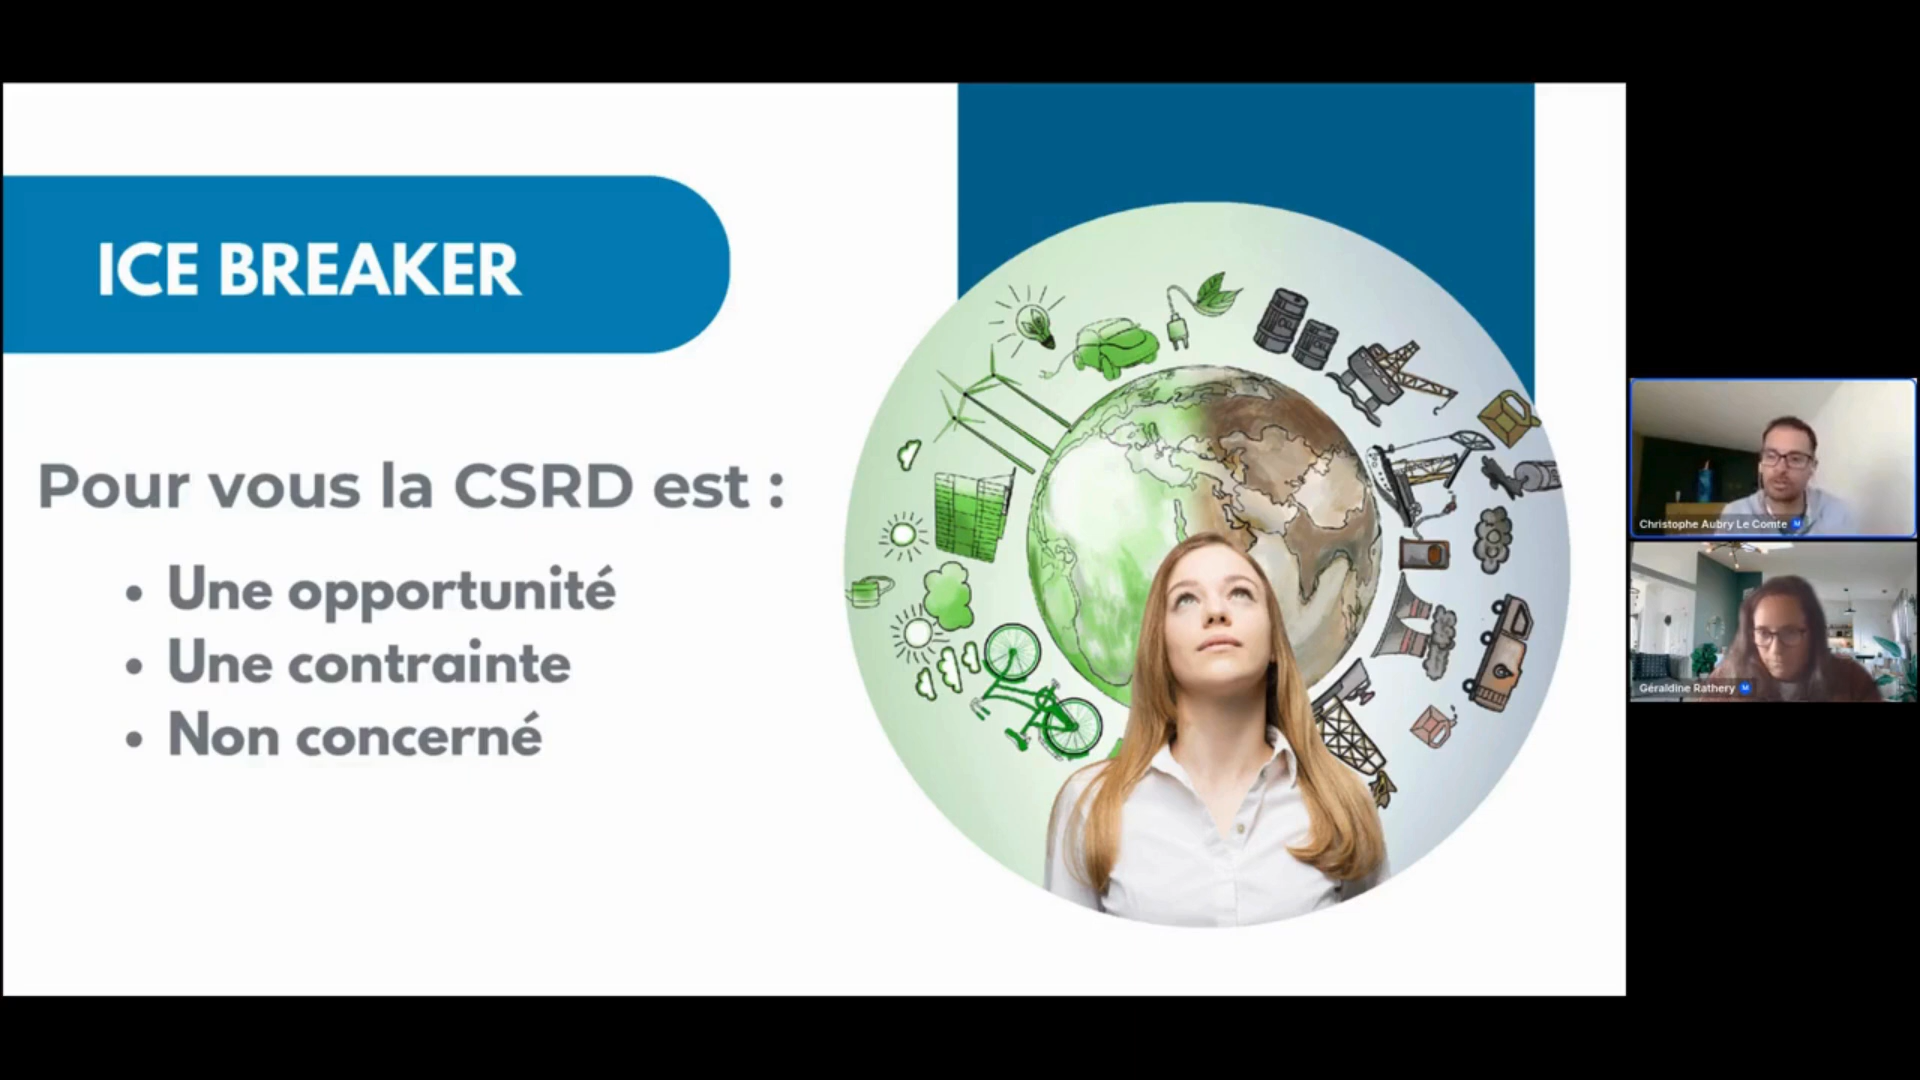 ICE BREAKER
Pour vous la CSRD est :
• Une opportunité
• Une contrainte
• Non concerné
Christophe Aubry Le Comte
Géraldine Rathery